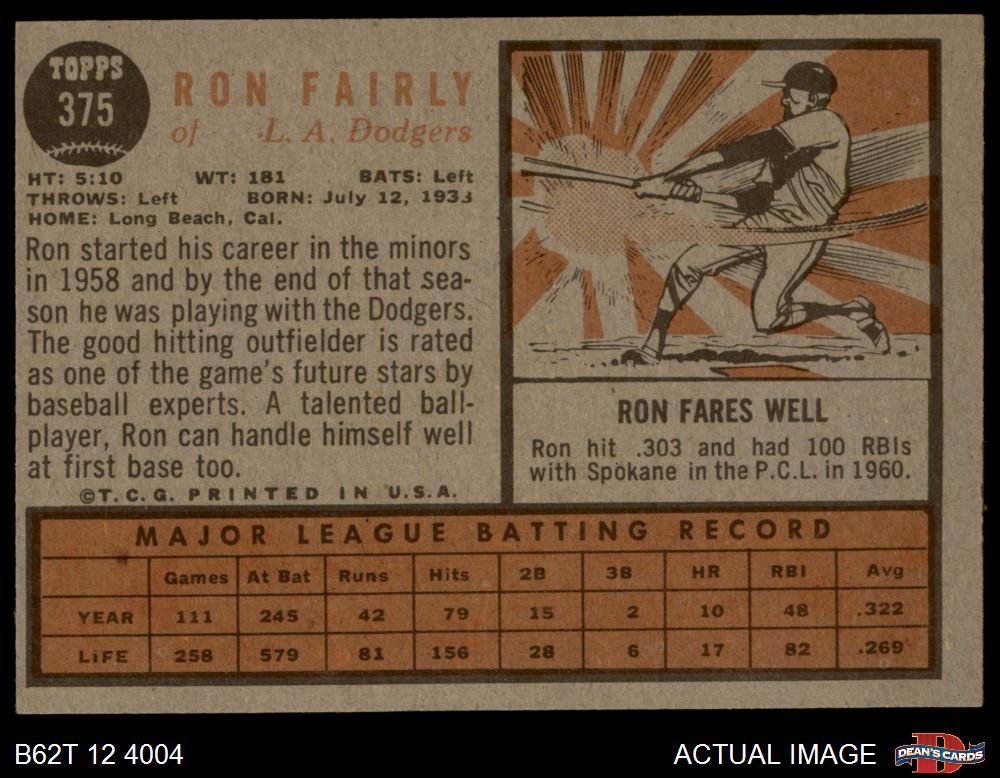 TOPPS
375
RON FAIRLY
of L. A. Dodgers
HT: 5:10 WT: 181 BATS: Left
THROWS: Left BORN: July 12, 1933
HOME: Long Beach, Cal.
Ron started his career in the minors
in 1958 and by the end of that sea-
son he was playing with the Dodgers.
The good hitting outfielder is rated
as one of the game's future stars by
baseball experts. A talented ball-
player, Ron can handle himself well
at first base too.
©T.C.G. PRINTED IN U.S.A.
RON FARES WELL
Ron hit .303 and had 100 RBIs
with Spokane in the P.C.L. in 1960.
MAJOR LEAGUE BATTING RECORD
Games At Bat Runs Hits 2B 3B HR RBI Avg
YEAR 111 245 42 79 15 2 10 48 .322
LIFE 258 579 81 156 28 6 17 82 .269
B62T 12 4004
ACTUAL IMAGE
DEAN'S CARDS